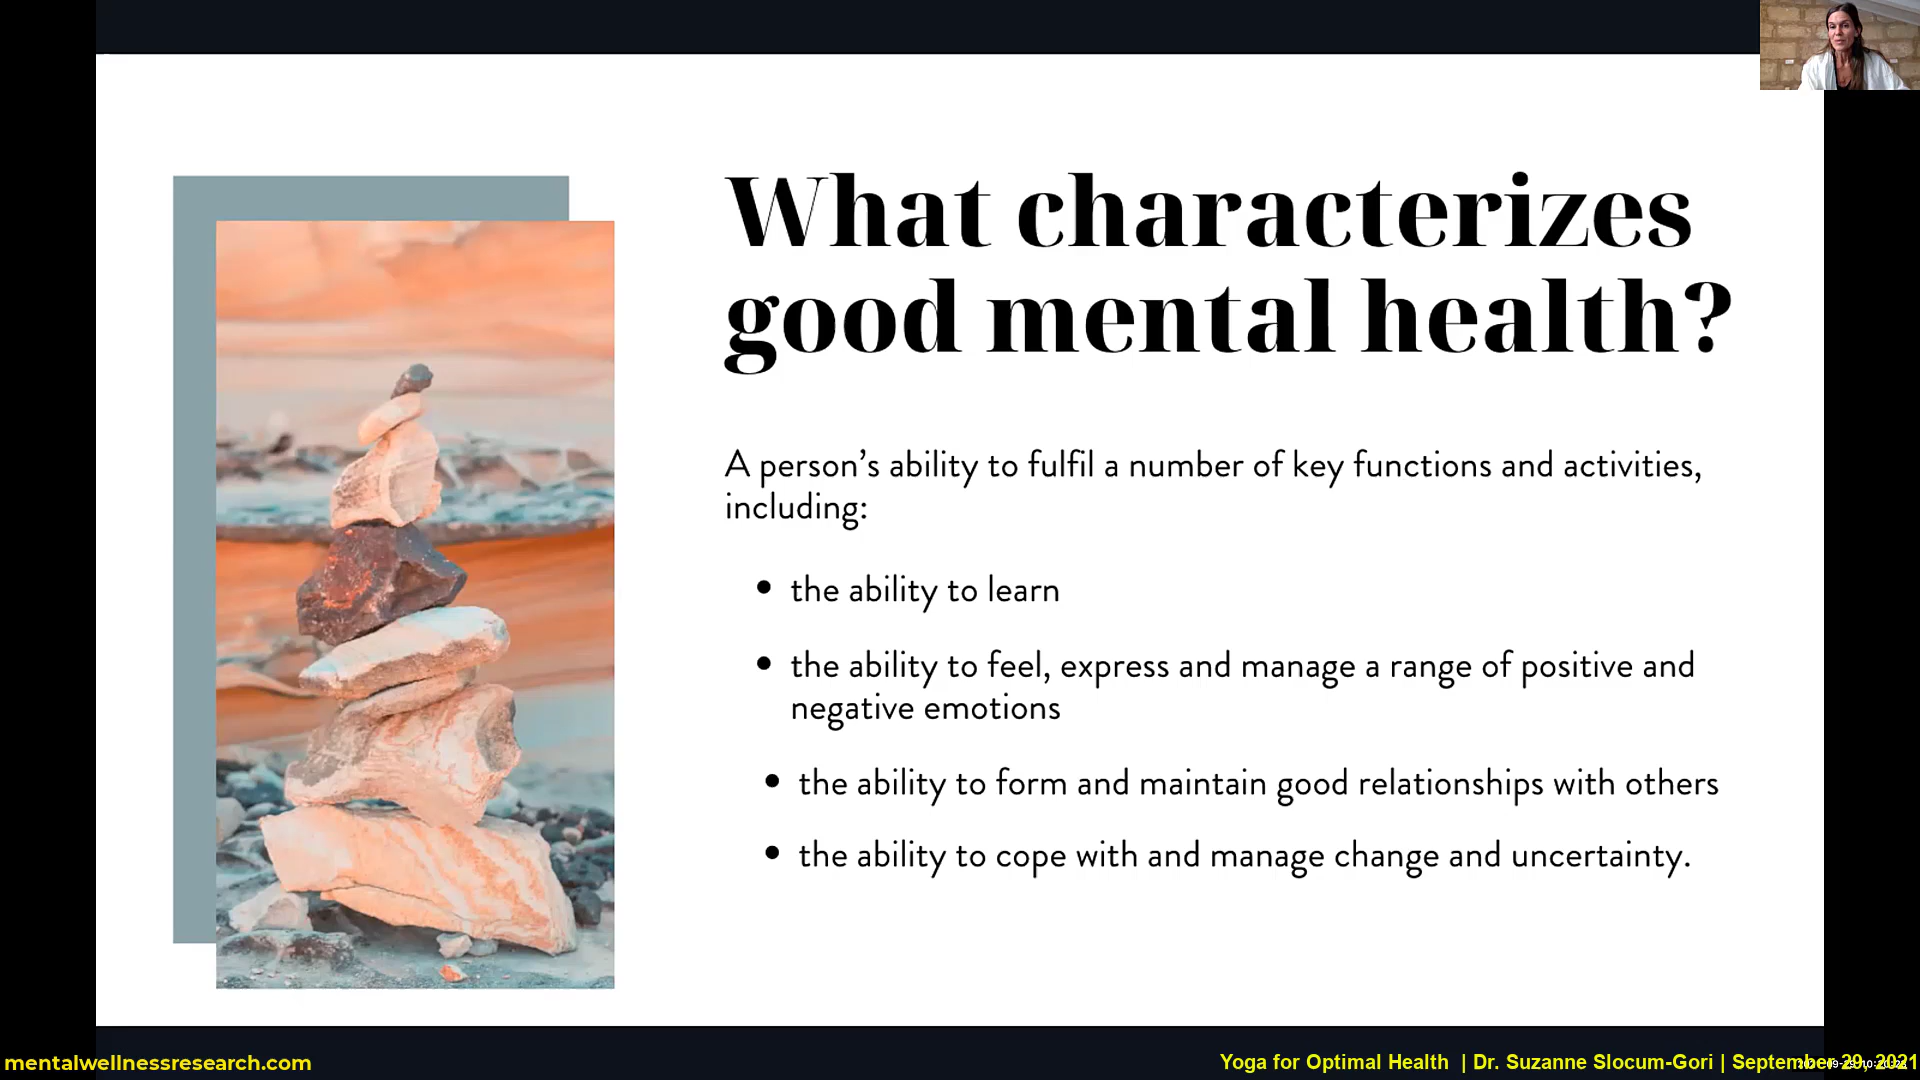 What characterizes
good mental health?
A person’s ability to fulfil a number of key functions and activities,
including:
• the ability to learn
• the ability to feel, express and manage a range of positive and
negative emotions
• the ability to form and maintain good relationships with others
• the ability to cope with and manage change and uncertainty.
mentalwellnessresearch.com
Yoga for Optimal Health | Dr. Suzanne Slocum-Gori | September 29, 2021